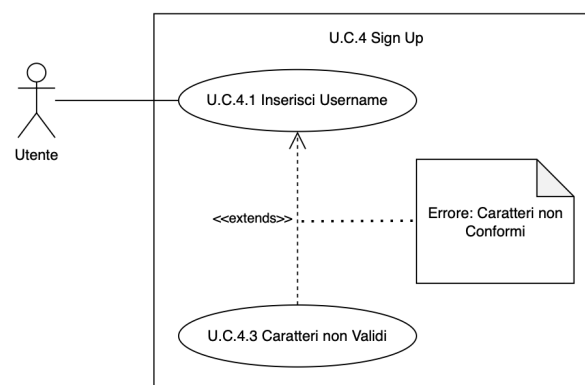 U.C.4 Sign Up
U.C.4.1 Inserisci Username
Utente
<<extends>>
Errore: Caratteri non
Conformi
U.C.4.3 Caratteri non Validi